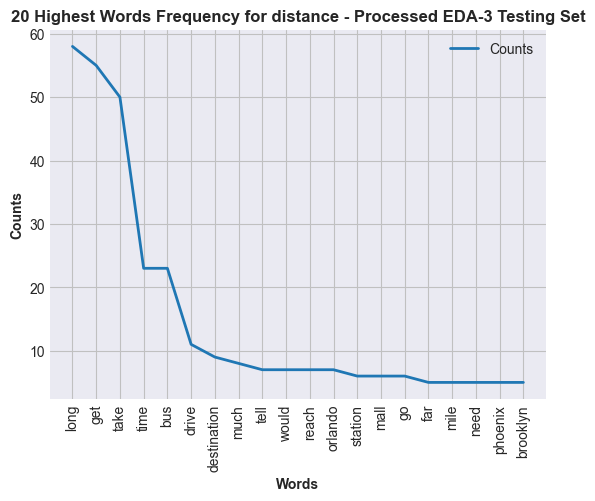 20 Highest Words Frequency for distance - Processed EDA-3 Testing Set
Counts
60
50
40
30
20
10
Counts
long
get
take
time
bus
drive
destination
much
tell
would
reach
orlando
station
mall
go
far
mile
need
phoenix
brooklyn
Words